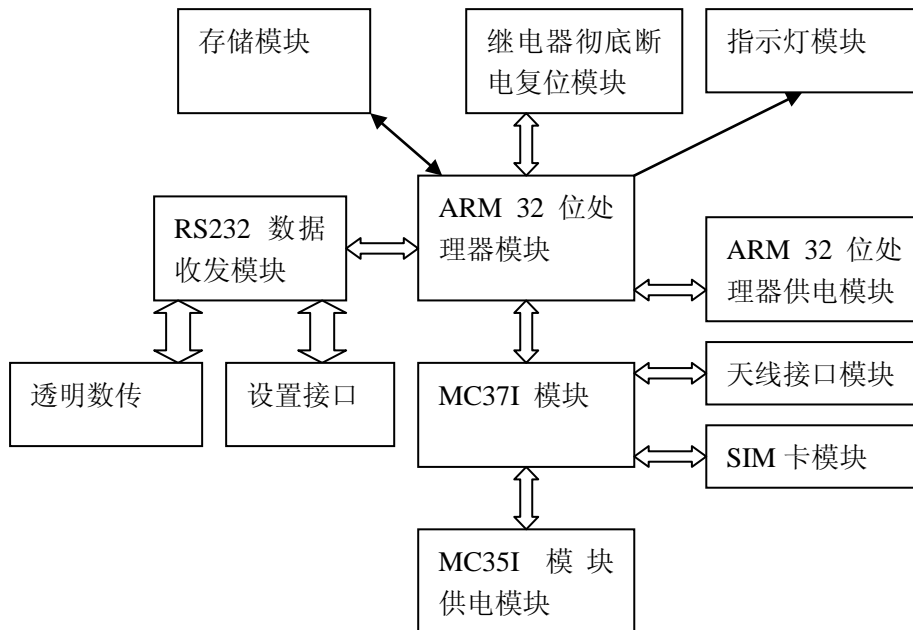 存储模块
继电器彻底断
电复位模块
指示灯模块
RS232 数据
收发模块
ARM 32 位处
理器模块
ARM 32 位处
理器供电模块
透明数传
设置接口
MC37I 模块
天线接口模块
SIM 卡模块
MC35I 模块
供电模块